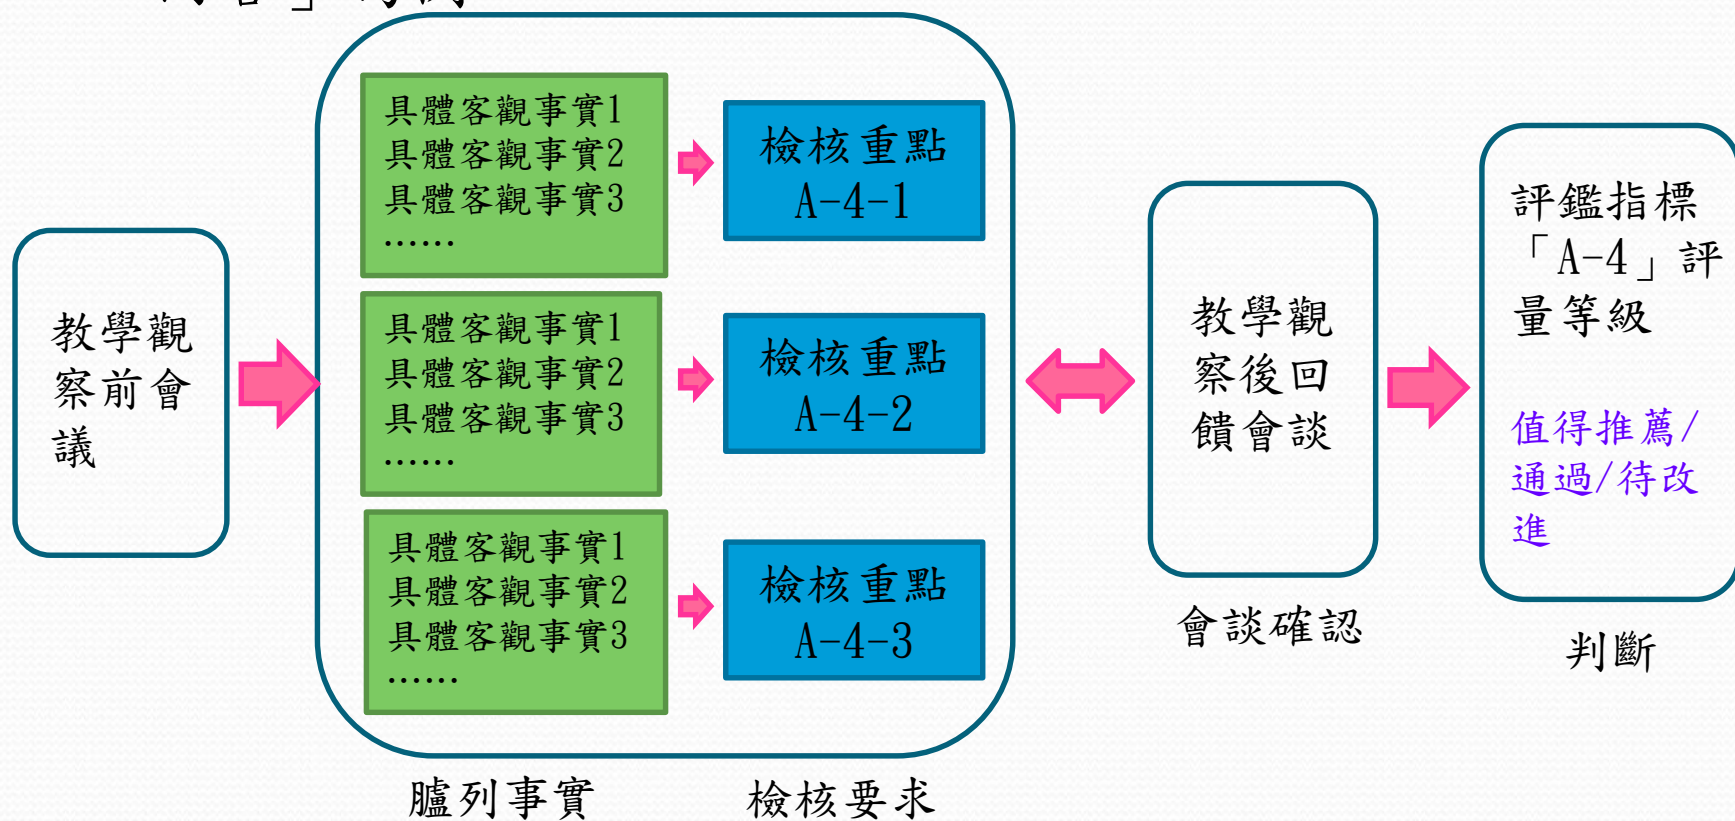 教學觀
察前會
議
具體客觀事實1
具體客觀事實2
具體客觀事實3
......
檢核重點
A-4-1
具體客觀事實1
具體客觀事實2
具體客觀事實3
......
檢核重點
A-4-2
具體客觀事實1
具體客觀事實2
具體客觀事實3
......
檢核重點
A-4-3
臚列事實
檢核要求
教學觀
察後回
饋會談
會談確認
評鑑指標
「A-4」評
量等級
值得推薦/
通過/待改
進
判斷